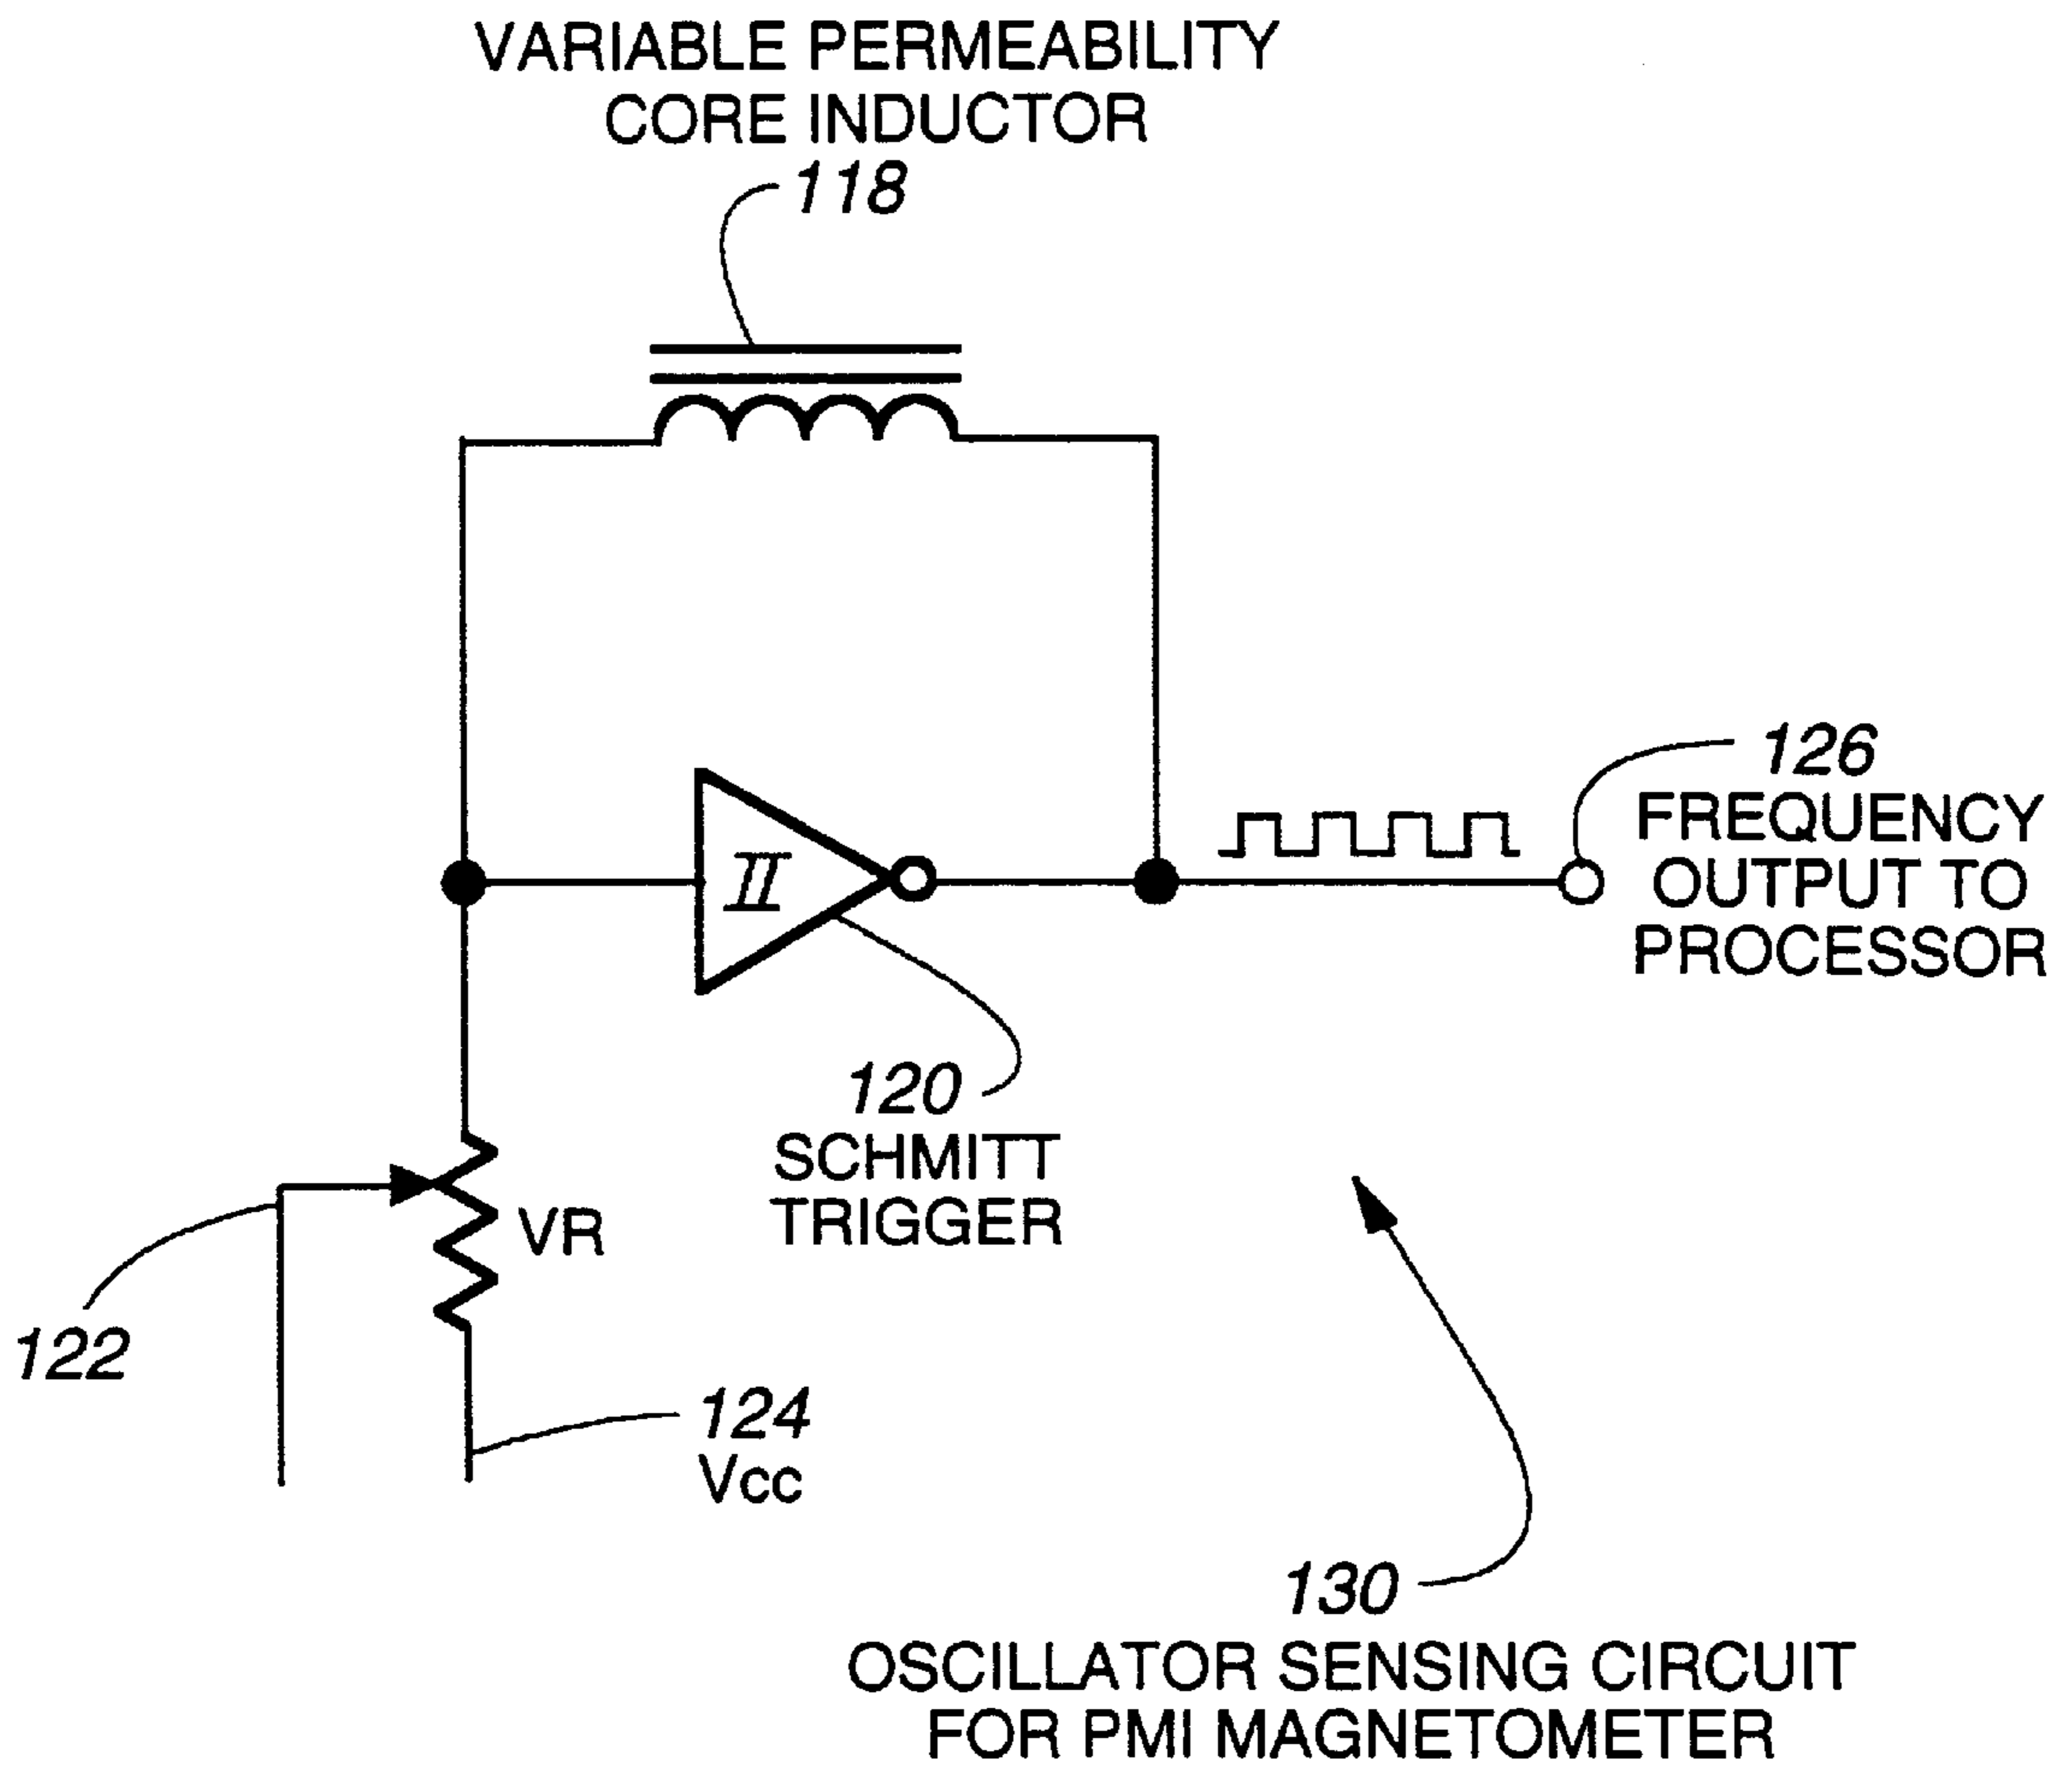 VARIABLE PERMEABILITY
CORE INDUCTOR
118
126
FREQUENCY
OUTPUT TO
PROCESSOR
II
120
SCHMITT
TRIGGER
VR
122
124
Vcc
130
OSCILLATOR SENSING CIRCUIT
FOR PMI MAGNETOMETER